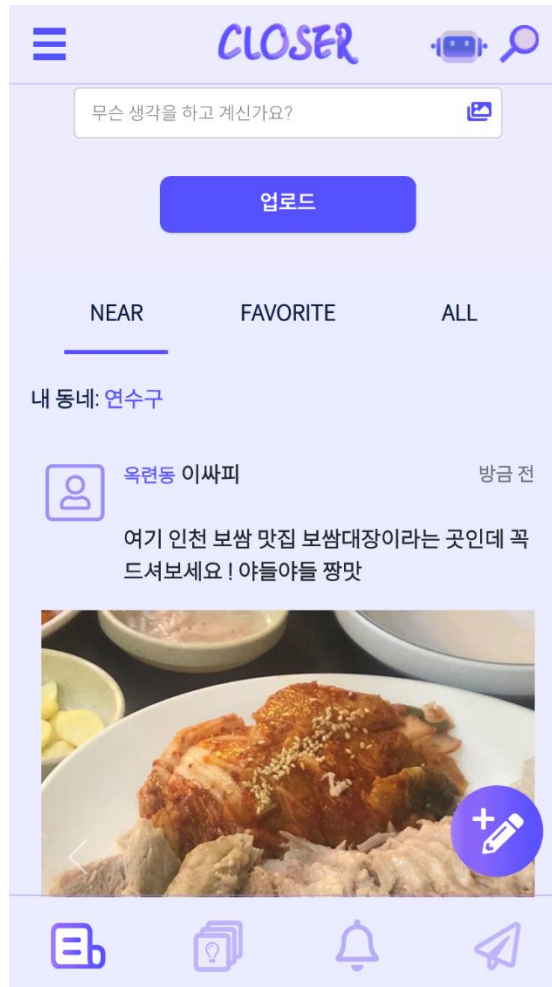 CLOSER
무슨 생각을 하고 계신가요?
업로드
NEAR FAVORITE ALL
내 동네: 연수구
옥련동 이싸피 방금 전
여기 인천 보쌈 맛집 보쌈대장이라는 곳인데 꼭
드셔보세요 ! 야들야들 짱맛